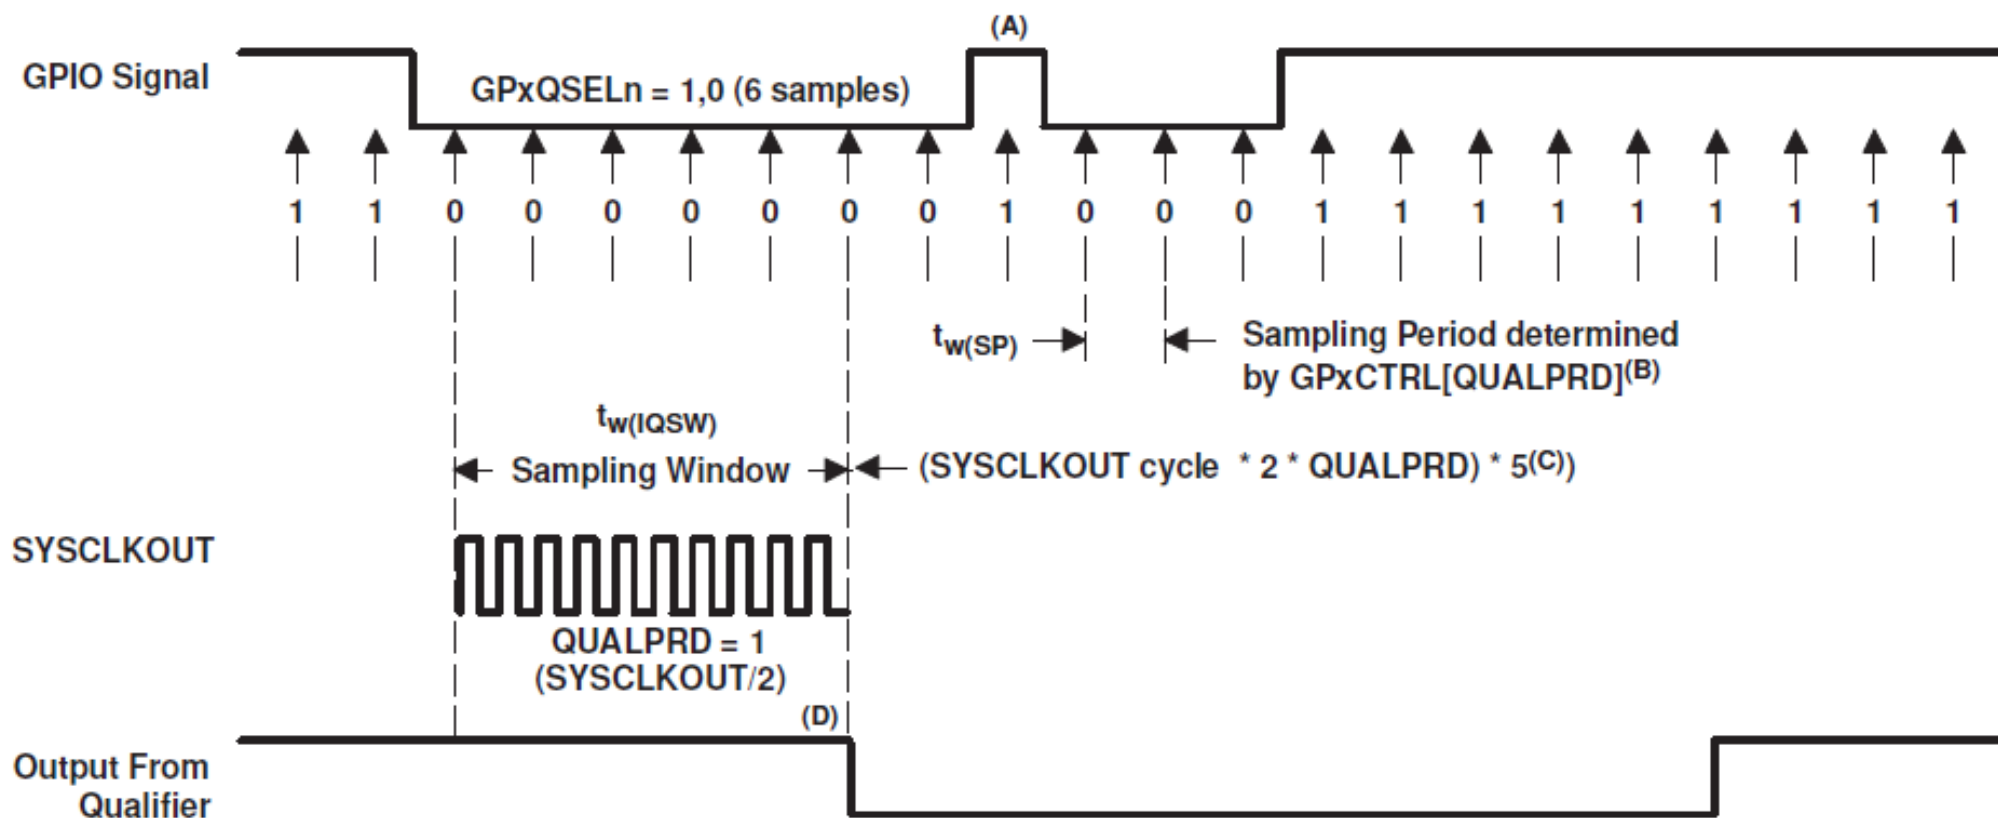 (A)
GPIO Signal
GPxQSELn = 1,0 (6 samples)
1 1 0 0 0 0 0 0 0 1 0 0 0 1 1 1 1 1 1 1 1 1
tw(SP)
Sampling Period determined
by GPxCTRL[QUALPRD](B)
tw(IQSW)
Sampling Window
(SYSCLKOUT cycle * 2 * QUALPRD) * 5(C))
SYSCLKOUT
QUALPRD = 1
(SYSCLKOUT/2)
(D)
Output From
Qualifier